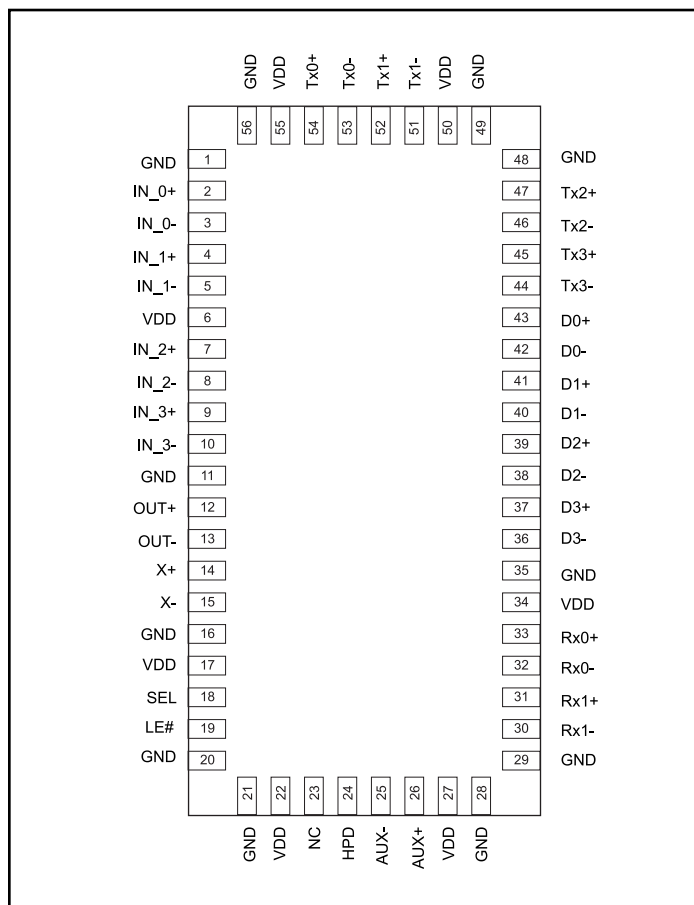 GND VDD Tx0+ Tx0- Tx1+ Tx1- VDD GND
56 55 54 53 52 51 50 49
GND 1 48 GND
IN_0+ 2 47 Tx2+
IN_0- 3 46 Tx2-
IN_1+ 4 45 Tx3+
IN_1- 5 44 Tx3-
VDD 6 43 D0+
IN_2+ 7 42 D0-
IN_2- 8 41 D1+
IN_3+ 9 40 D1-
IN_3- 10 39 D2+
GND 11 38 D2-
OUT+ 12 37 D3+
OUT- 13 36 D3-
X+ 14 35 GND
X- 15 34 VDD
GND 16 33 Rx0+
VDD 17 32 Rx0-
SEL 18 31 Rx1+
LE# 19 30 Rx1-
GND 20 29 GND
21 22 23 24 25 26 27 28
GND VDD NC HPD AUX- AUX+ VDD GND